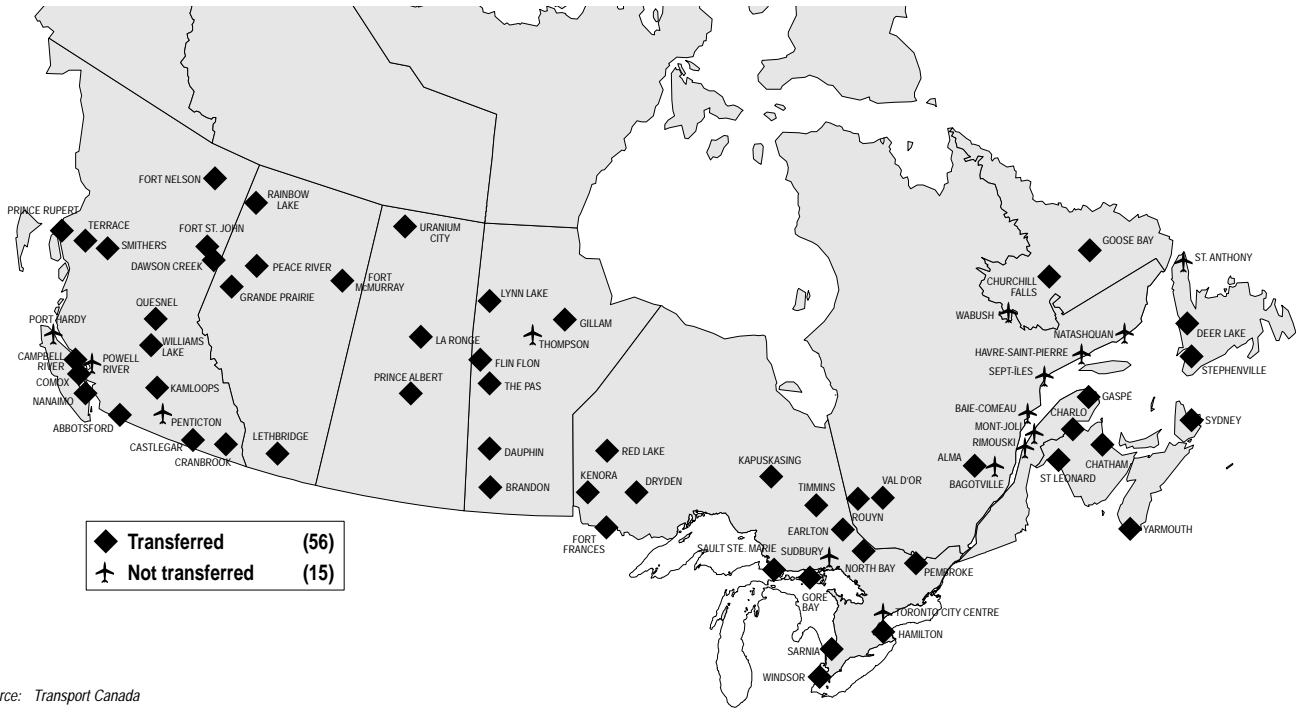 FORT NELSON
RAINBOW
LAKE
PRINCE RUPERT
TERRACE
SMITHERS
FORT ST. JOHN
DAWSON CREEK
PEACE RIVER
GRANDE PRAIRIE
FORT
McMURRAY
URANIUM
CITY
QUESNEL
PORT HARDY
WILLIAMS
LAKE
CAMPBELL
RIVER
POWELL
RIVER
COMOX
NANAIMO
KAMLOOPS
ABBOTSFORD
PENTICTON
CASTLEGAR
CRANBROOK
LETHBRIDGE
LA RONGE
PRINCE ALBERT
LYNN LAKE
GILLAM
THOMPSON
FLIN FLON
THE PAS
DAUPHIN
BRANDON
RED LAKE
KENORA
DRYDEN
FORT
FRANCES
KAPUSKASING
TIMMINS
EARLTON
SAULT STE. MARIE
SUDBURY
NORTH BAY
GORE
BAY
PEMBROKE
TORONTO CITY CENTRE
HAMILTON
SARNIA
WINDSOR
ROUYN
VAL D'OR
GOOSE BAY
CHURCHILL
FALLS
WABUSH
ST. ANTHONY
NATASHQUAN
HAVRE-SAINT-PIERRE
SEPT-ÎLES
DEER LAKE
STEPHENVILLE
BAIE-COMEAU
MONT-JOLI
RIMOUSKI
GASPÉ
CHARLO
ALMA
BAGOTVILLE
ST LEONARD
CHATHAM
SYDNEY
YARMOUTH
Transferred (56)
Not transferred (15)
rce: Transport Canada